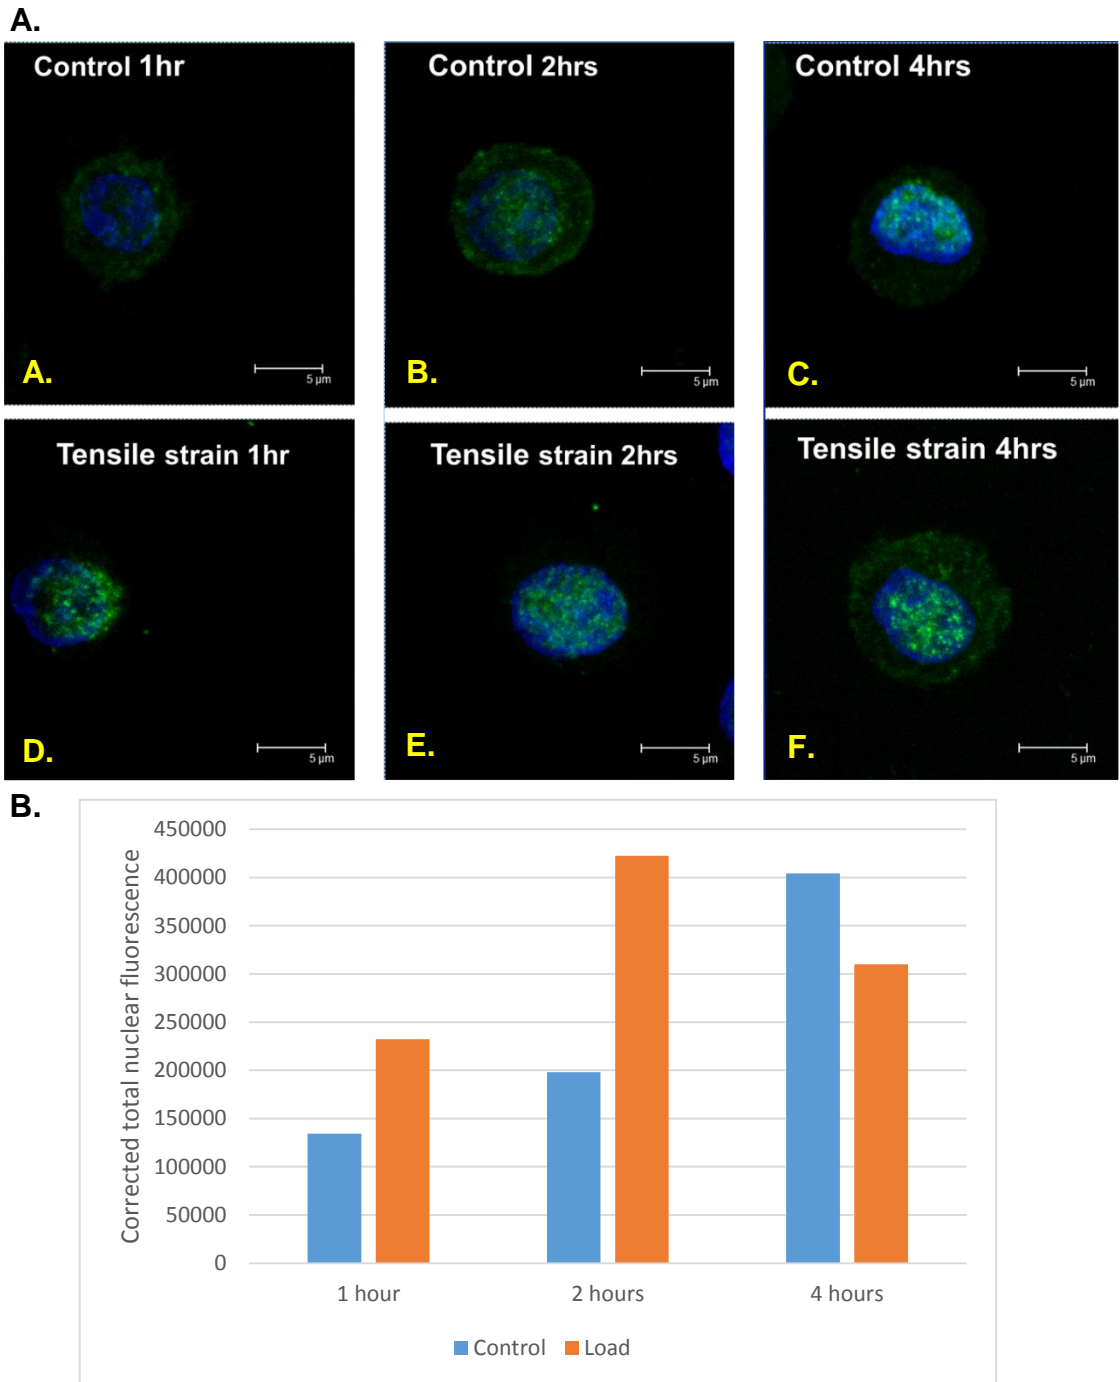 A.
Control 1hr
Control 2hrs
Control 4hrs
A.
5 µm
B.
5 µm
C.
5 µm
Tensile strain 1hr
Tensile strain 2hrs
Tensile strain 4hrs
D.
5 µm
E.
5 µm
F.
5 µm
B.
Corrected total nuclear fluorescence
450000
400000
350000
300000
250000
200000
150000
100000
50000
0
1 hour
2 hours
4 hours
Control
Load